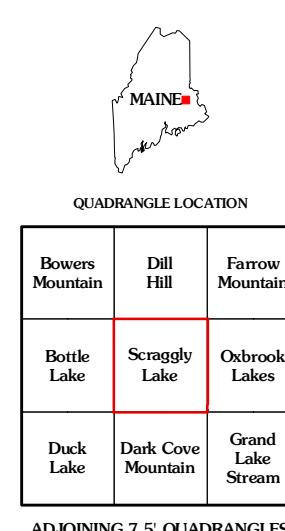 MAINE
QUADRANGLE LOCATION
Bowers
Mountain
Dill
Hill
Farrow
Mountain
Bottle
Lake
Scraggly
Lake
Oxbrook
Lakes
Duck
Lake
Dark Cove
Mountain
Grand
Lake
Stream
ADJOINING 7.5' QUADRANGLES